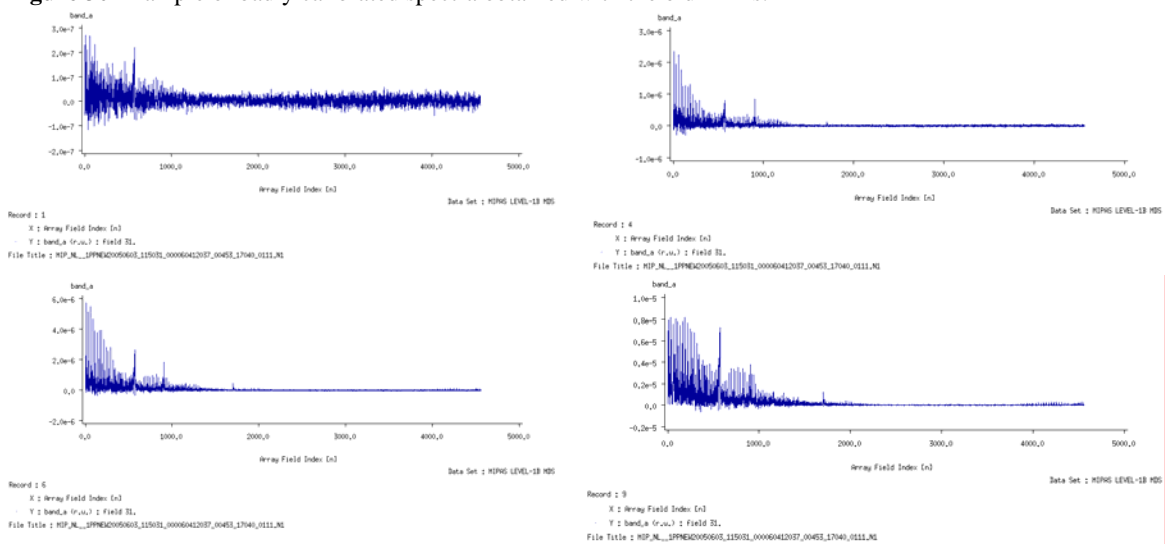 band_a
3.0e-7
2.0e-7
1.0e-7
0.0
-1.0e-7
-2.0e-7
0.0 1000.0 2000.0 3000.0 4000.0 5000.0
Array Field Index [n]
Data Set : MIPAS LEVEL-1B MDS
Record : 1
X : Array Field Index [n]
Y : band_a (r.u.) : Field 31.
File Title : MIP_NL__1PPNEW20050603_115031_000060412037_00453_17040_0111.N1
band_a
3.0e-6
2.0e-6
1.0e-6
0.0
-1.0e-6
0.0 1000.0 2000.0 3000.0 4000.0 5000.0
Array Field Index [n]
Data Set : MIPAS LEVEL-1B MDS
Record : 4
X : Array Field Index [n]
Y : band_a (r.u.) : Field 31.
File Title : MIP_NL__1PPNEW20050603_115031_000060412037_00453_17040_0111.N1
band_a
6.0e-6
4.0e-6
2.0e-6
0.0
-2.0e-6
0.0 1000.0 2000.0 3000.0 4000.0 5000.0
Array Field Index [n]
Data Set : MIPAS LEVEL-1B MDS
Record : 6
X : Array Field Index [n]
Y : band_a (r.u.) : Field 31.
File Title : MIP_NL__1PPNEW20050603_115031_000060412037_00453_17040_0111.N1
band_a
1.0e-5
0.8e-5
0.6e-5
0.4e-5
0.2e-5
0.0
-0.2e-5
0.0 1000.0 2000.0 3000.0 4000.0 5000.0
Array Field Index [n]
Data Set : MIPAS LEVEL-1B MDS
Record : 9
X : Array Field Index [n]
Y : band_a (r.u.) : Field 31.
File Title : MIP_NL__1PPNEW20050603_115031_000060412037_00453_17040_0111.N1